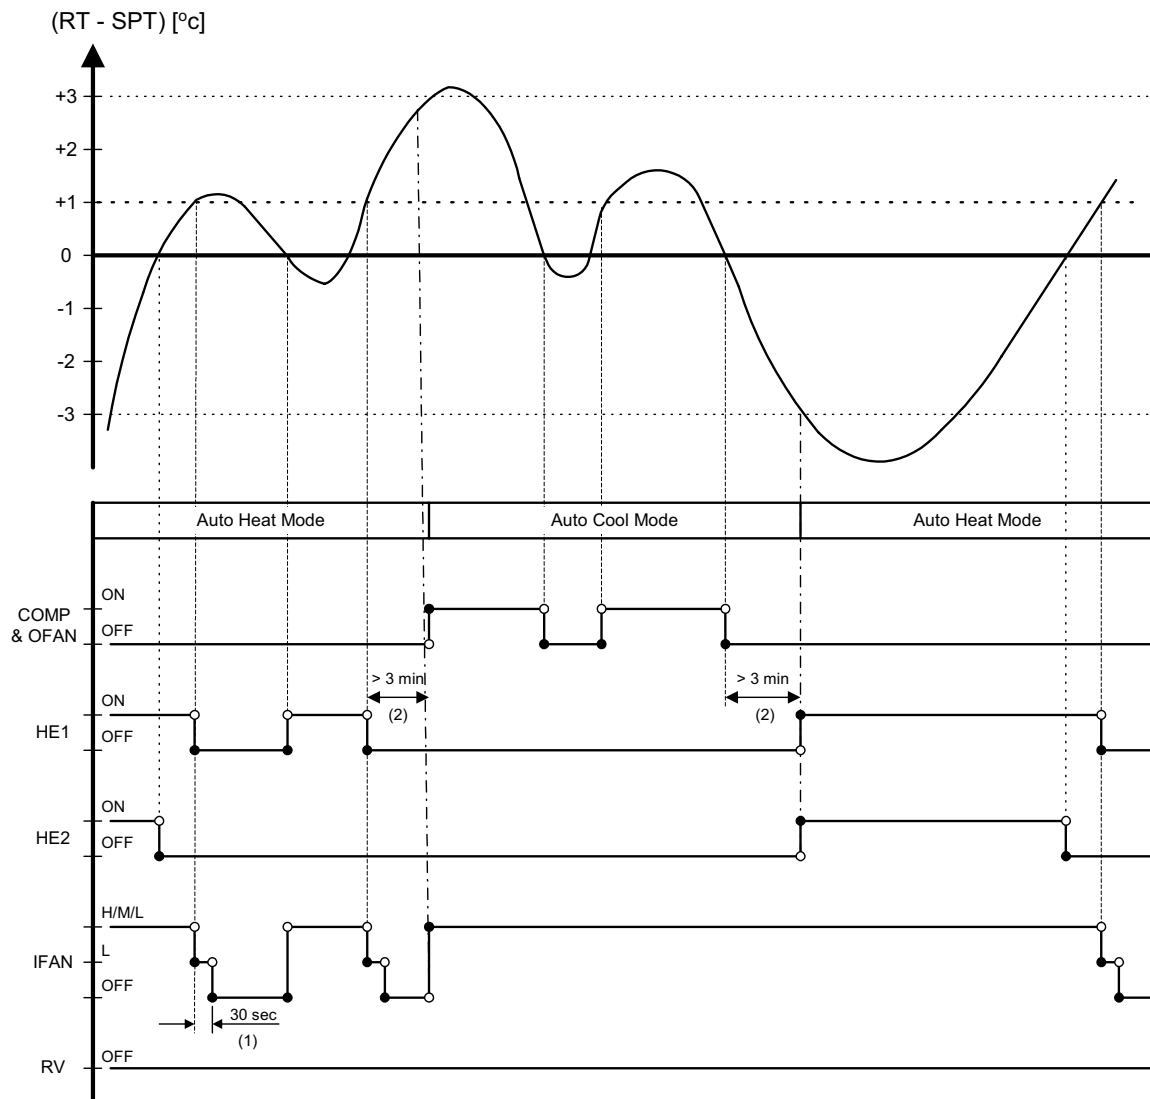 (RT - SPT) [ºc]
+3
+2
+1
0
-1
-2
-3
Auto Heat Mode
Auto Cool Mode
Auto Heat Mode
COMP
& OFAN
ON
OFF
> 3 min
(2)
> 3 min
(2)
HE1
ON
OFF
HE2
ON
OFF
IFAN
H/M/L
L
OFF
30 sec
(1)
RV
OFF